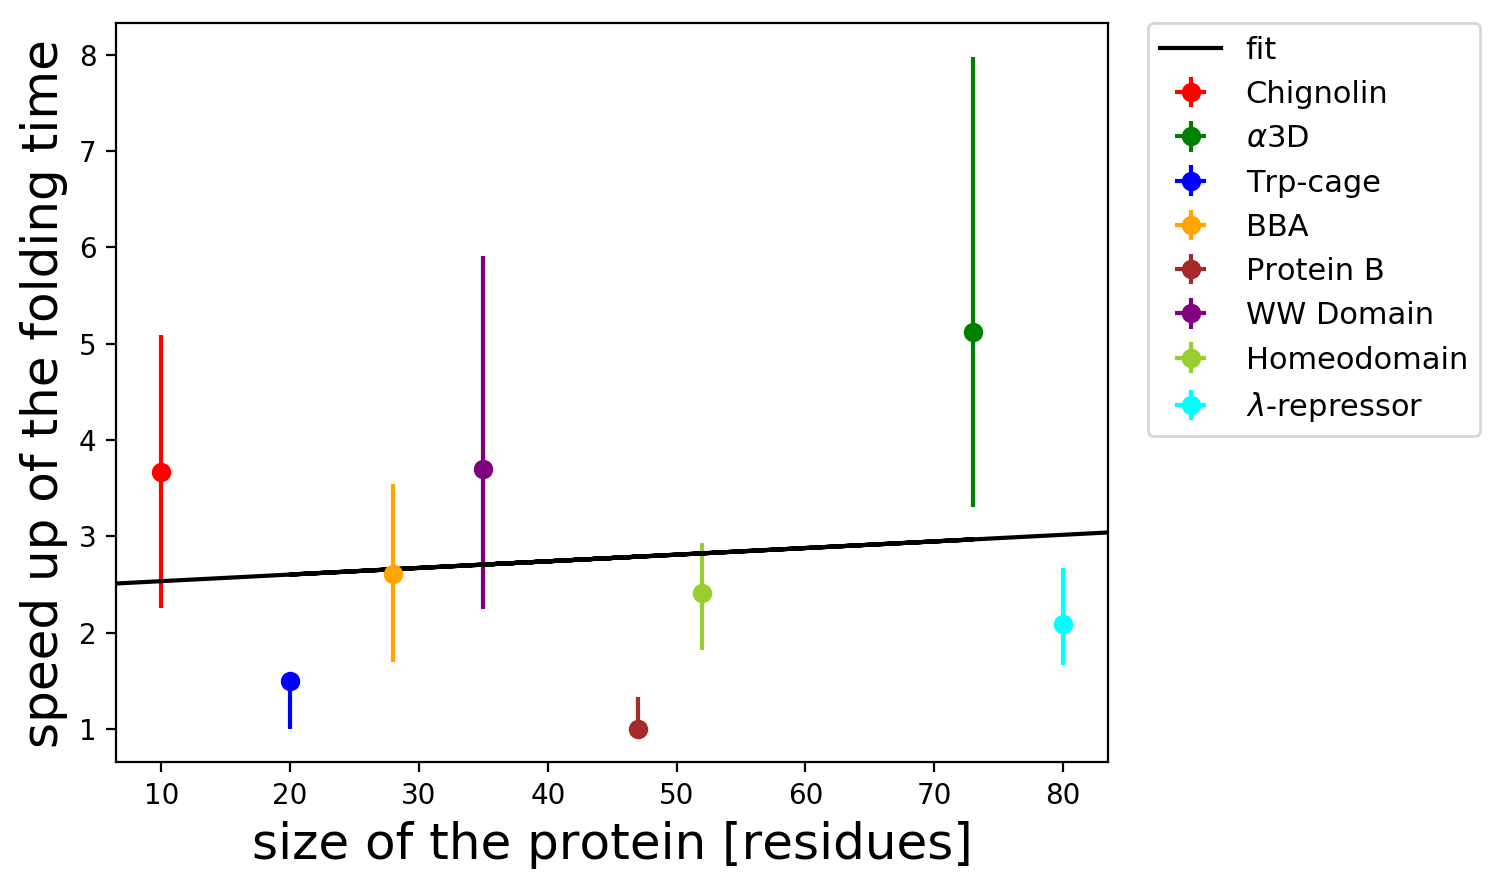 speed up of the folding time
8
7
6
5
4
3
2
1
10 20 30 40 50 60 70 80
size of the protein [residues]
fit
Chignolin
α3D
Trp-cage
BBA
Protein B
WW Domain
Homeodomain
λ-repressor